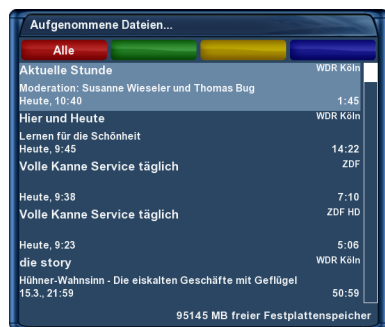 Aufgenommene Dateien...
Alle
Aktuelle Stunde WDR Köln
Moderation: Susanne Wieseler und Thomas Bug
Heute, 10:40 1:45
Hier und Heute WDR Köln
Lernen für die Schönheit
Heute, 9:45 14:22
Volle Kanne Service täglich ZDF
Heute, 9:38 7:10
Volle Kanne Service täglich ZDF HD
Heute, 9:23 5:06
die story WDR Köln
Hühner-Wahnsinn - Die eiskalten Geschäfte mit Geflügel
15.3., 21:59 50:59
95145 MB freier Festplattenspeicher